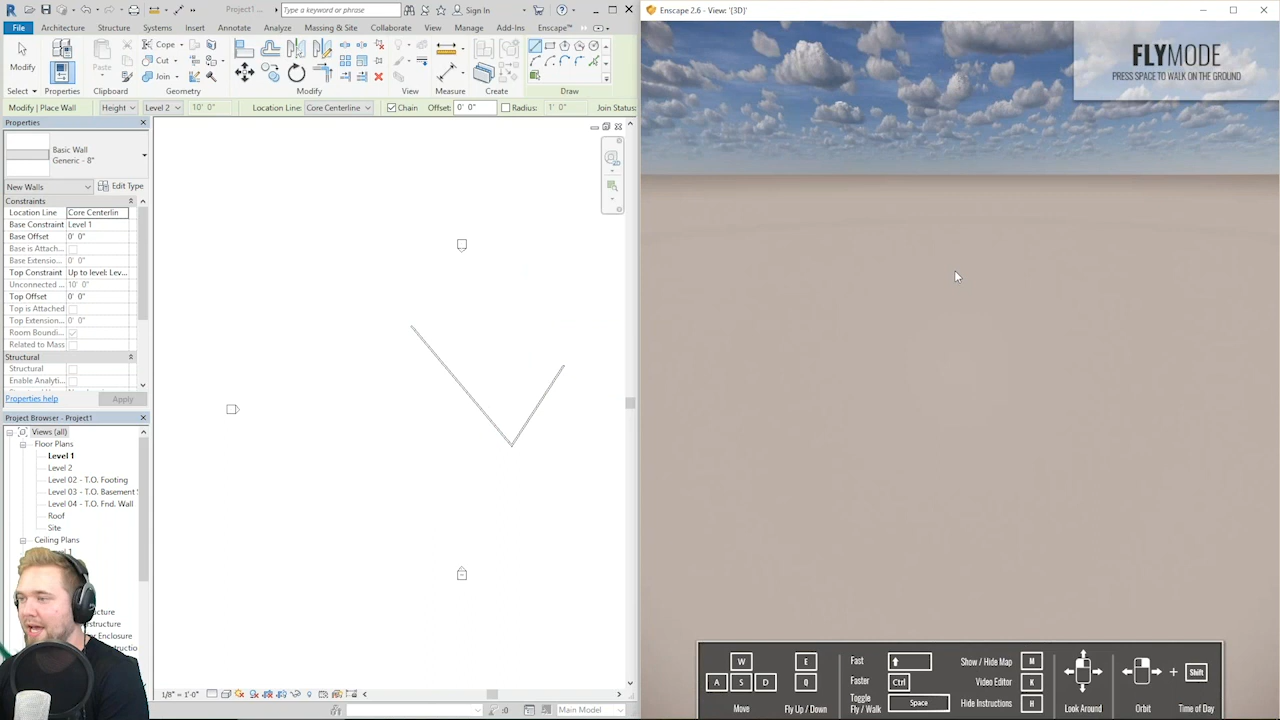 Project1 ...
Type a keyword or phrase
Sign In
Enscape 2.6 - View: '{3D}'
File
Architecture
Structure
Systems
Insert
Annotate
Analyze
Massing & Site
Collaborate
View
Manage
Add-Ins
Enscape™
FLYMODE
PRESS SPACE TO WALK ON THE GROUND
Modify
Paste
Cope
Cut
Join
Select
Properties
Clipboard
Geometry
Modify
View
Measure
Create
Draw
Modify | Place Wall
Height
Level 2
10' 0"
Location Line:
Core Centerline
Chain
Offset:
0' 0"
Radius:
1' 0"
Join Status:
Properties
Basic Wall
Generic - 8"
New Walls
Edit Type
Constraints
Location Line
Core Centerlin
Base Constraint
Level 1
Base Offset
0' 0"
Base is Attach...
Base Extensio...
0' 0"
Top Constraint
Up to level: Lev...
Unconnected ...
10' 0"
Top Offset
0' 0"
Top is Attached
Top Extension...
0' 0"
Room Boundi...
Related to Mass
Structural
Structural
Enable Analyti...
Properties help
Apply
Project Browser - Project1
Views (all)
Floor Plans
Level 1
Level 2
Level 02 - T.O. Footing
Level 03 - T.O. Basement
Level 04 - T.O. Fnd. Wall
Roof
Site
Ceiling Plans
1/8" = 1'-0"
:0
Main Model
W
A
S
D
Move
E
Q
Fly Up / Down
Fast
Faster
Ctrl
Toggle
Fly / Walk
Space
Show / Hide Map
M
Video Editor
K
Hide Instructions
H
Look Around
Orbit
+
Shift
Time of Day